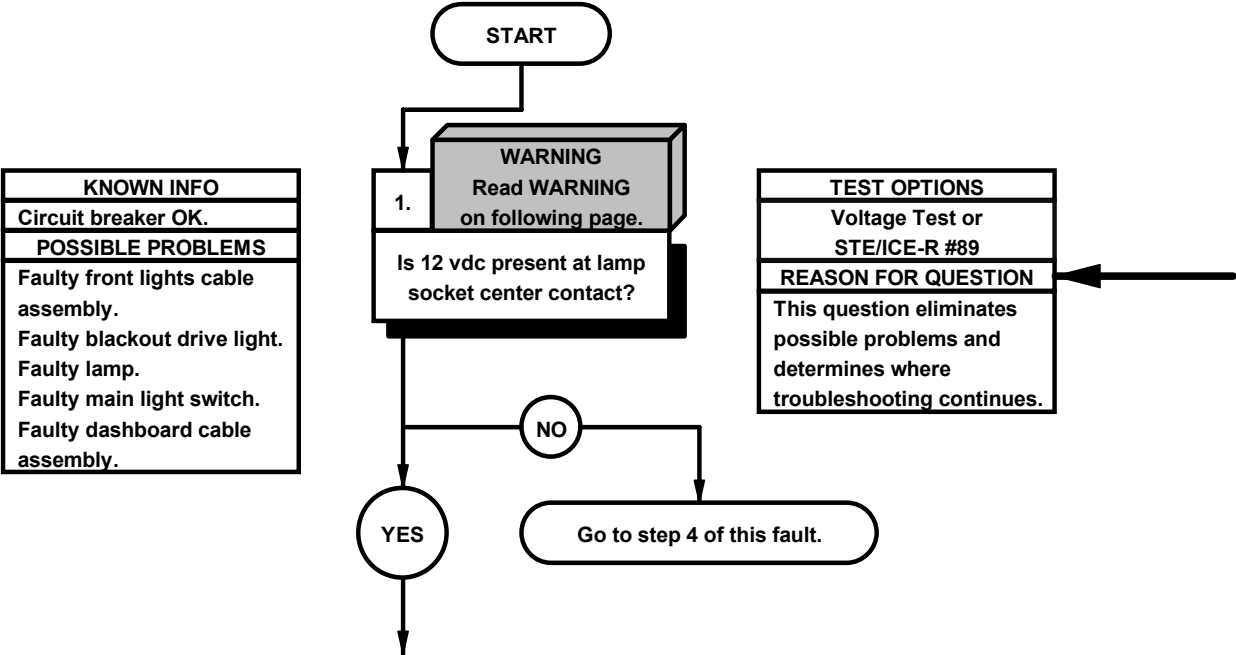 START
KNOWN INFO
Circuit breaker OK.
POSSIBLE PROBLEMS
Faulty front lights cable
assembly.
Faulty blackout drive light.
Faulty lamp.
Faulty main light switch.
Faulty dashboard cable
assembly.
1.
WARNING
Read WARNING
on following page.
Is 12 vdc present at lamp
socket center contact?
TEST OPTIONS
Voltage Test or
STE/ICE-R #89
REASON FOR QUESTION
This question eliminates
possible problems and
determines where
troubleshooting continues.
NO
YES
Go to step 4 of this fault.